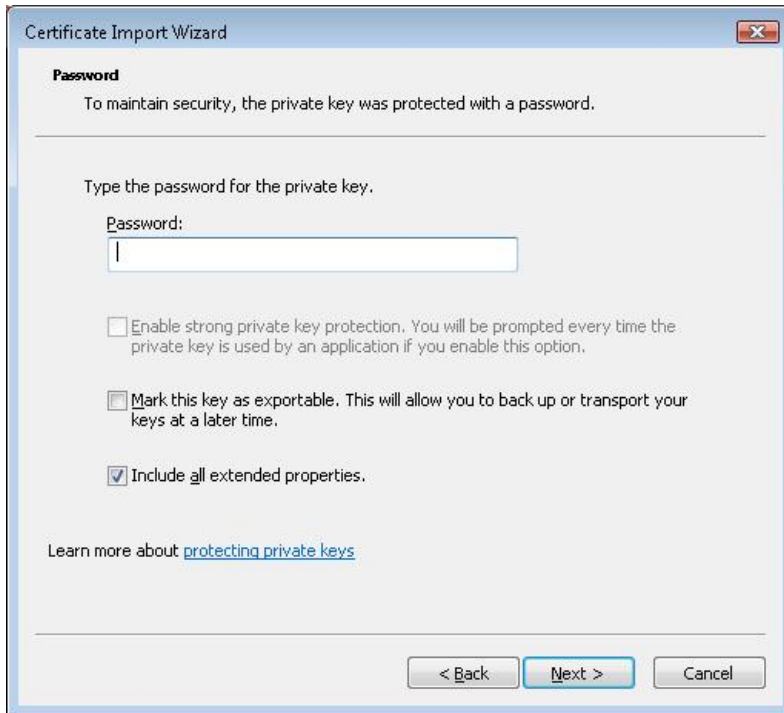 Certificate Import Wizard
Password
To maintain security, the private key was protected with a password.
Type the password for the private key.
Password:
Enable strong private key protection. You will be prompted every time the
private key is used by an application if you enable this option.
Mark this key as exportable. This will allow you to back up or transport your
keys at a later time.
Include all extended properties.
Learn more about protecting private keys
< Back
Next >
Cancel